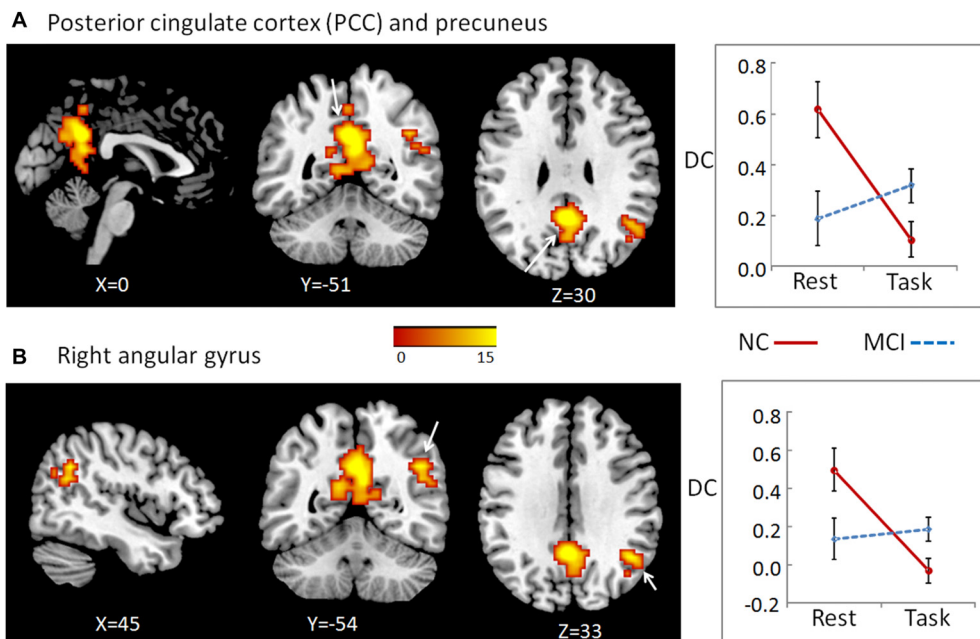 A Posterior cingulate cortex (PCC) and precuneus
X=0
Y=-51
Z=30
DC
0.8
0.6
0.4
0.2
0.0
Rest Task
B Right angular gyrus
0 15
NC MCI
X=45
Y=-54
Z=33
DC
0.8
0.6
0.4
0.2
0.0
-0.2
Rest Task